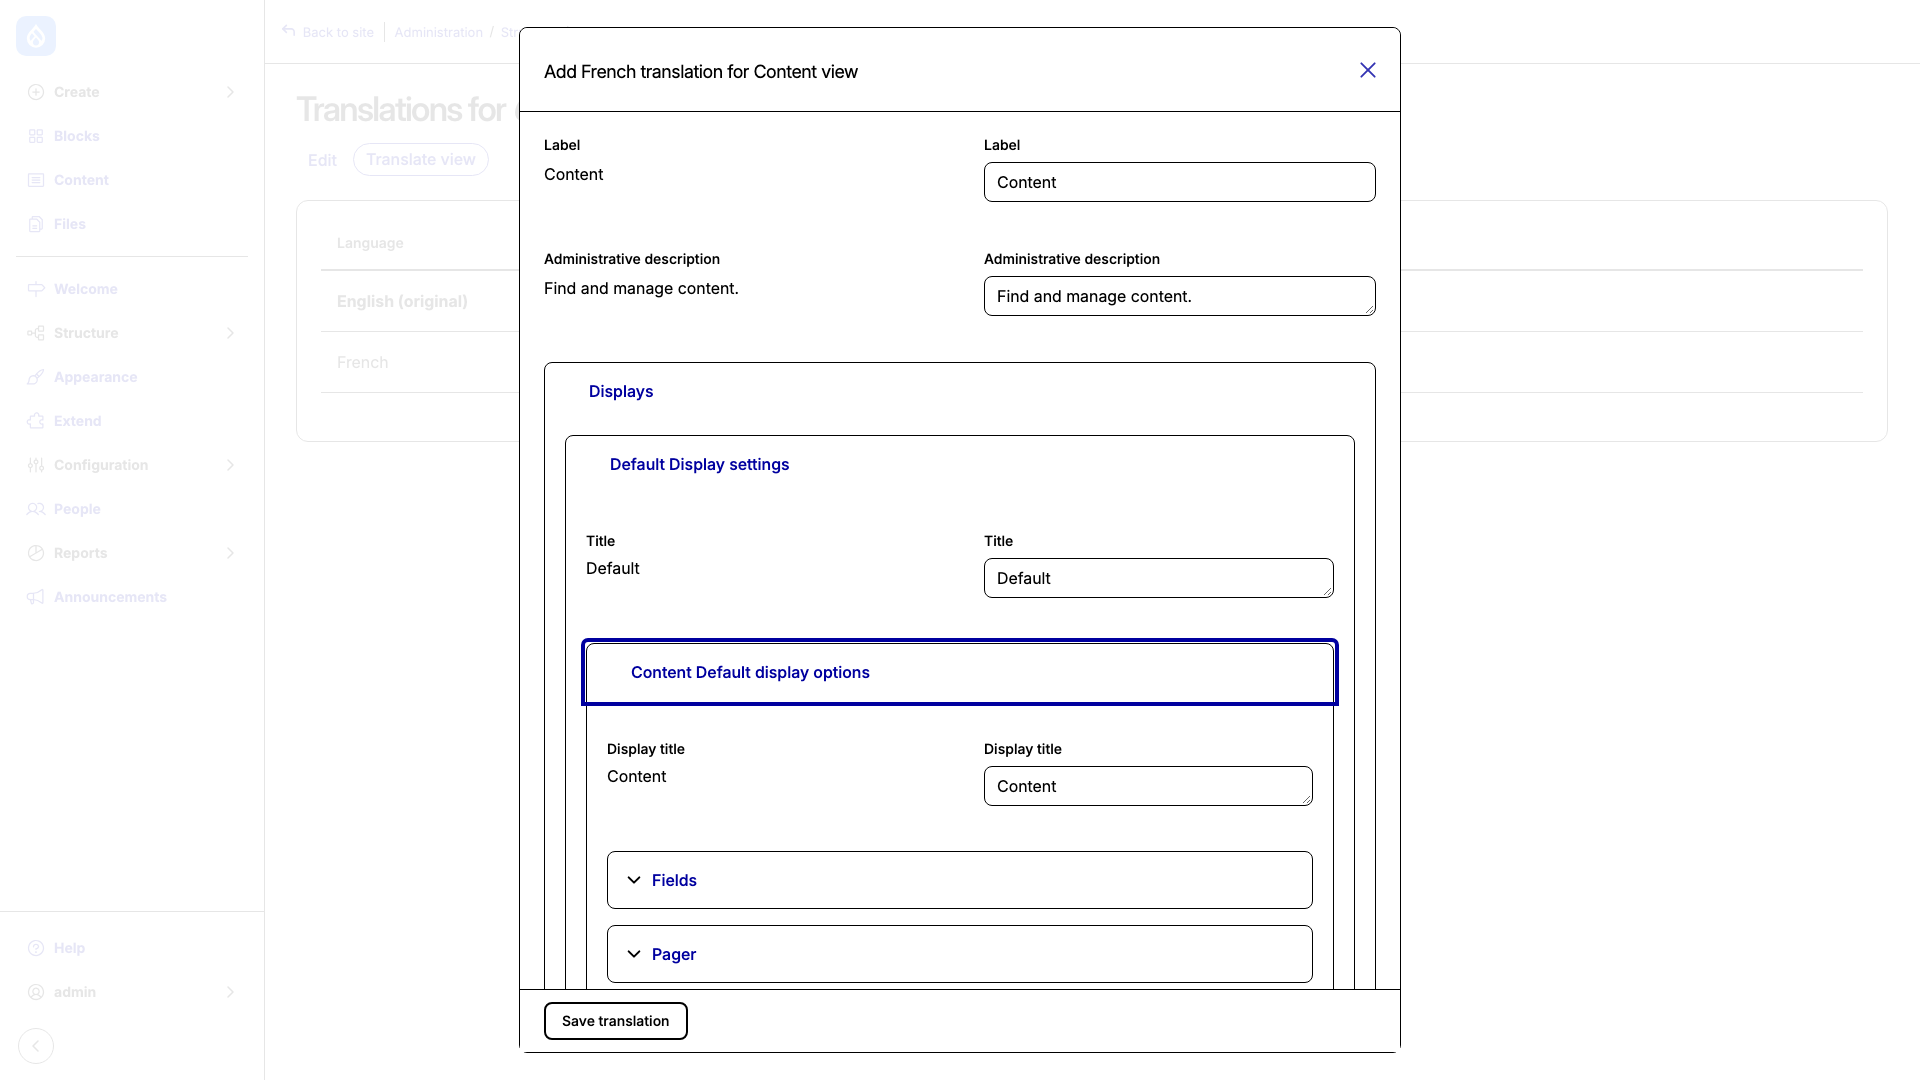 Back to site
Administration / Str
Create
Blocks
Content
Files
Welcome
Structure
Appearance
Extend
Configuration
People
Reports
Announcements
Help
admin
Translations for
Edit
Translate view
Language
English (original)
French
Add French translation for Content view
Label
Content
Label
Content
Administrative description
Find and manage content.
Administrative description
Find and manage content.
Displays
Default Display settings
Title
Default
Title
Default
Content Default display options
Display title
Content
Display title
Content
Fields
Pager
Save translation